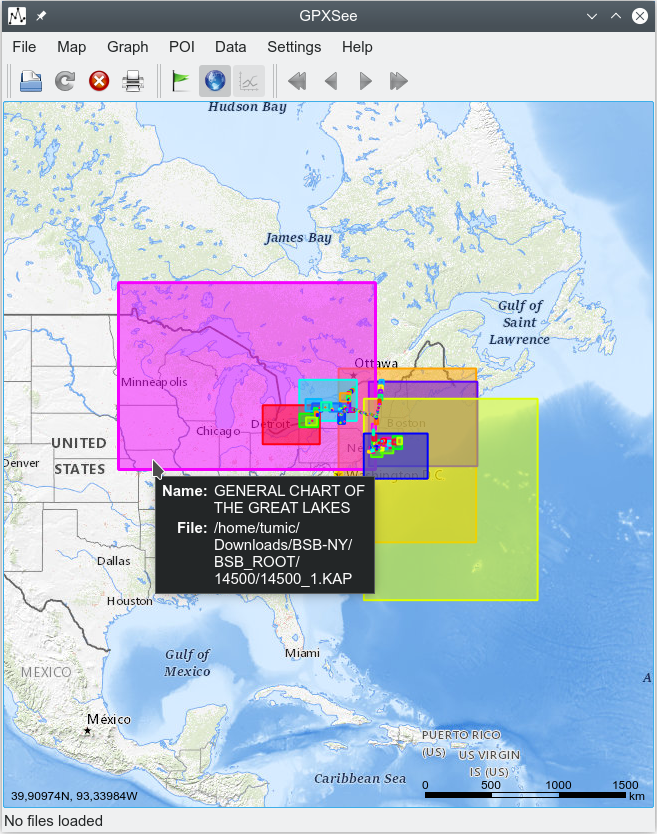 GPXSee
File Map Graph POI Data Settings Help
Hudson Bay
James Bay
Gulf of
Saint
Lawrence
Ottawa
Minneapolis
Boston
Chicago
Detroit
UNITED
STATES
Ne
Denver
Washington D C
Name: GENERAL CHART OF
THE GREAT LAKES
File: /home/tumic/
Downloads/BSB-NY/
BSB_ROOT/
14500/14500_1.KAP
Dallas
Houston
Gulf of
Mexico
Miami
MEXICO
A
México
PUERTO RICO
(US)
US VIRGIN
IS (US)
Caribbean Sea
0 500 1000 1500
km
39,90974N, 93,33984W
No files loaded